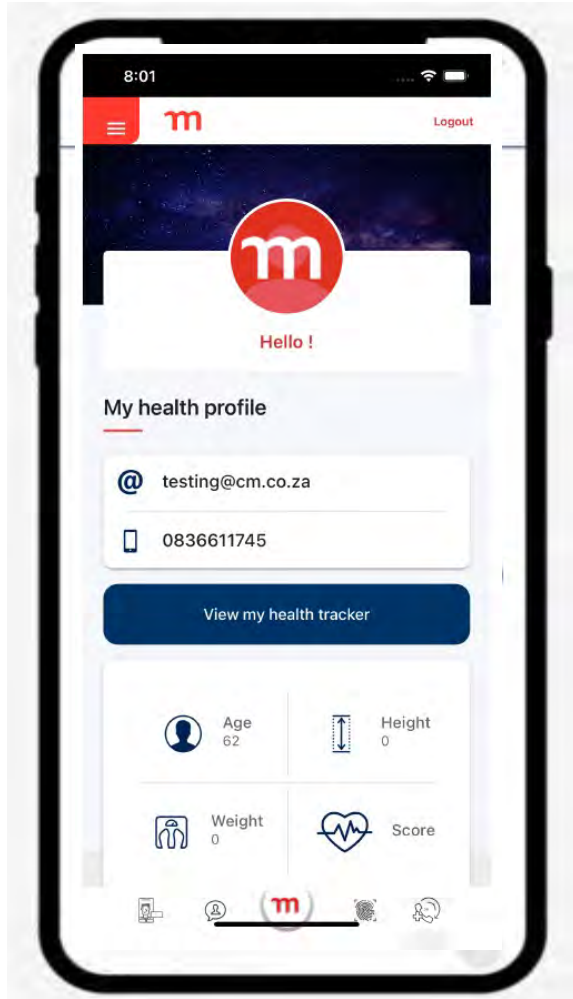 8:01
m
Logout
m
Hello !
My health profile
@ testing@cm.co.za
0836611745
View my health tracker
Age
62
Height
0
Weight
0
Score
m